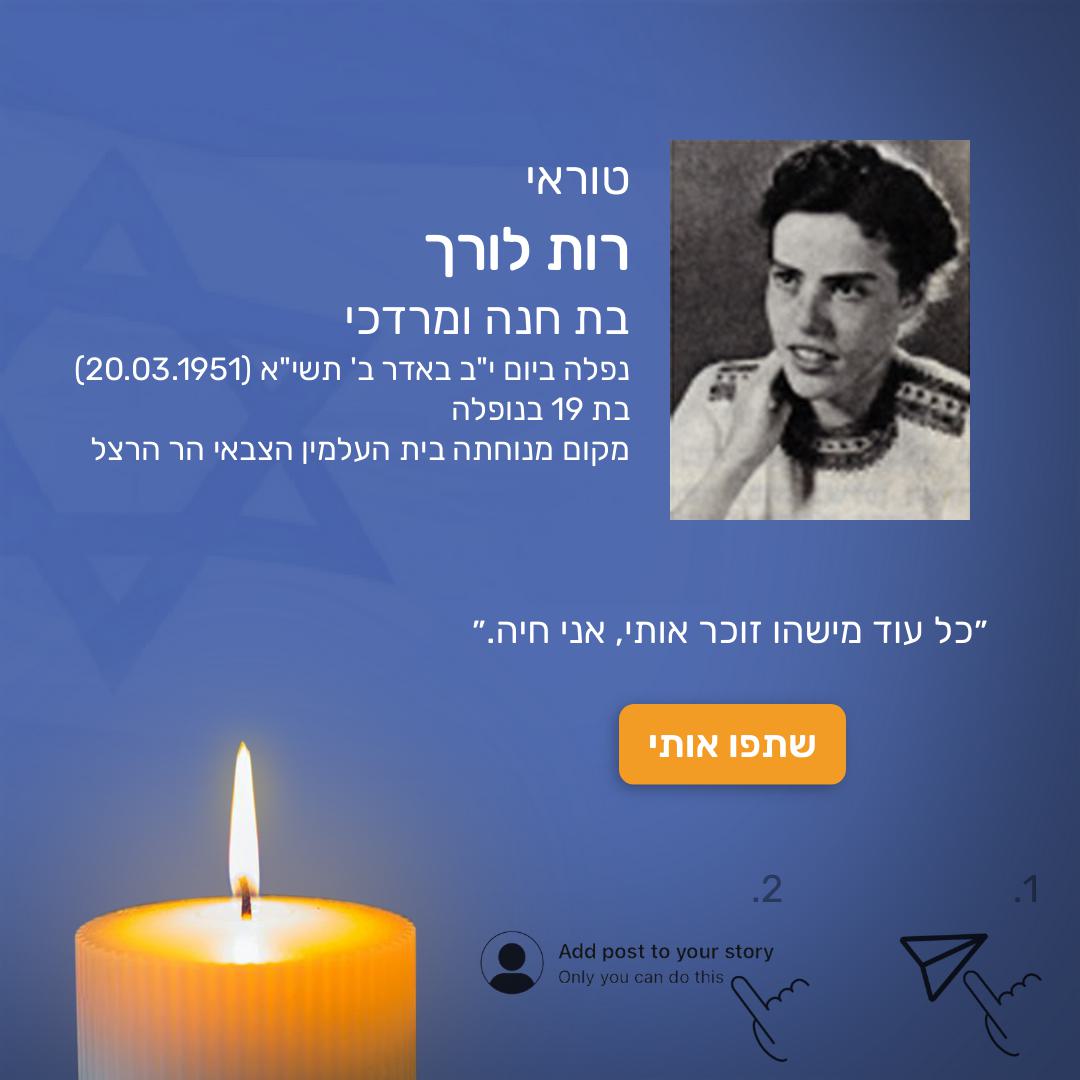 טוראי
רות לורך
בת חנה ומרדכי
נפלה ביום י"ב באדר ב' תשי"א (20.03.1951)
בת 19 בנופלה
מקום מנוחתה בית העלמין הצבאי הר הרצל
״כל עוד מישהו זוכר אותי, אני חיה.״
שתפו אותי
.1
.2
Add post to your story
Only you can do this